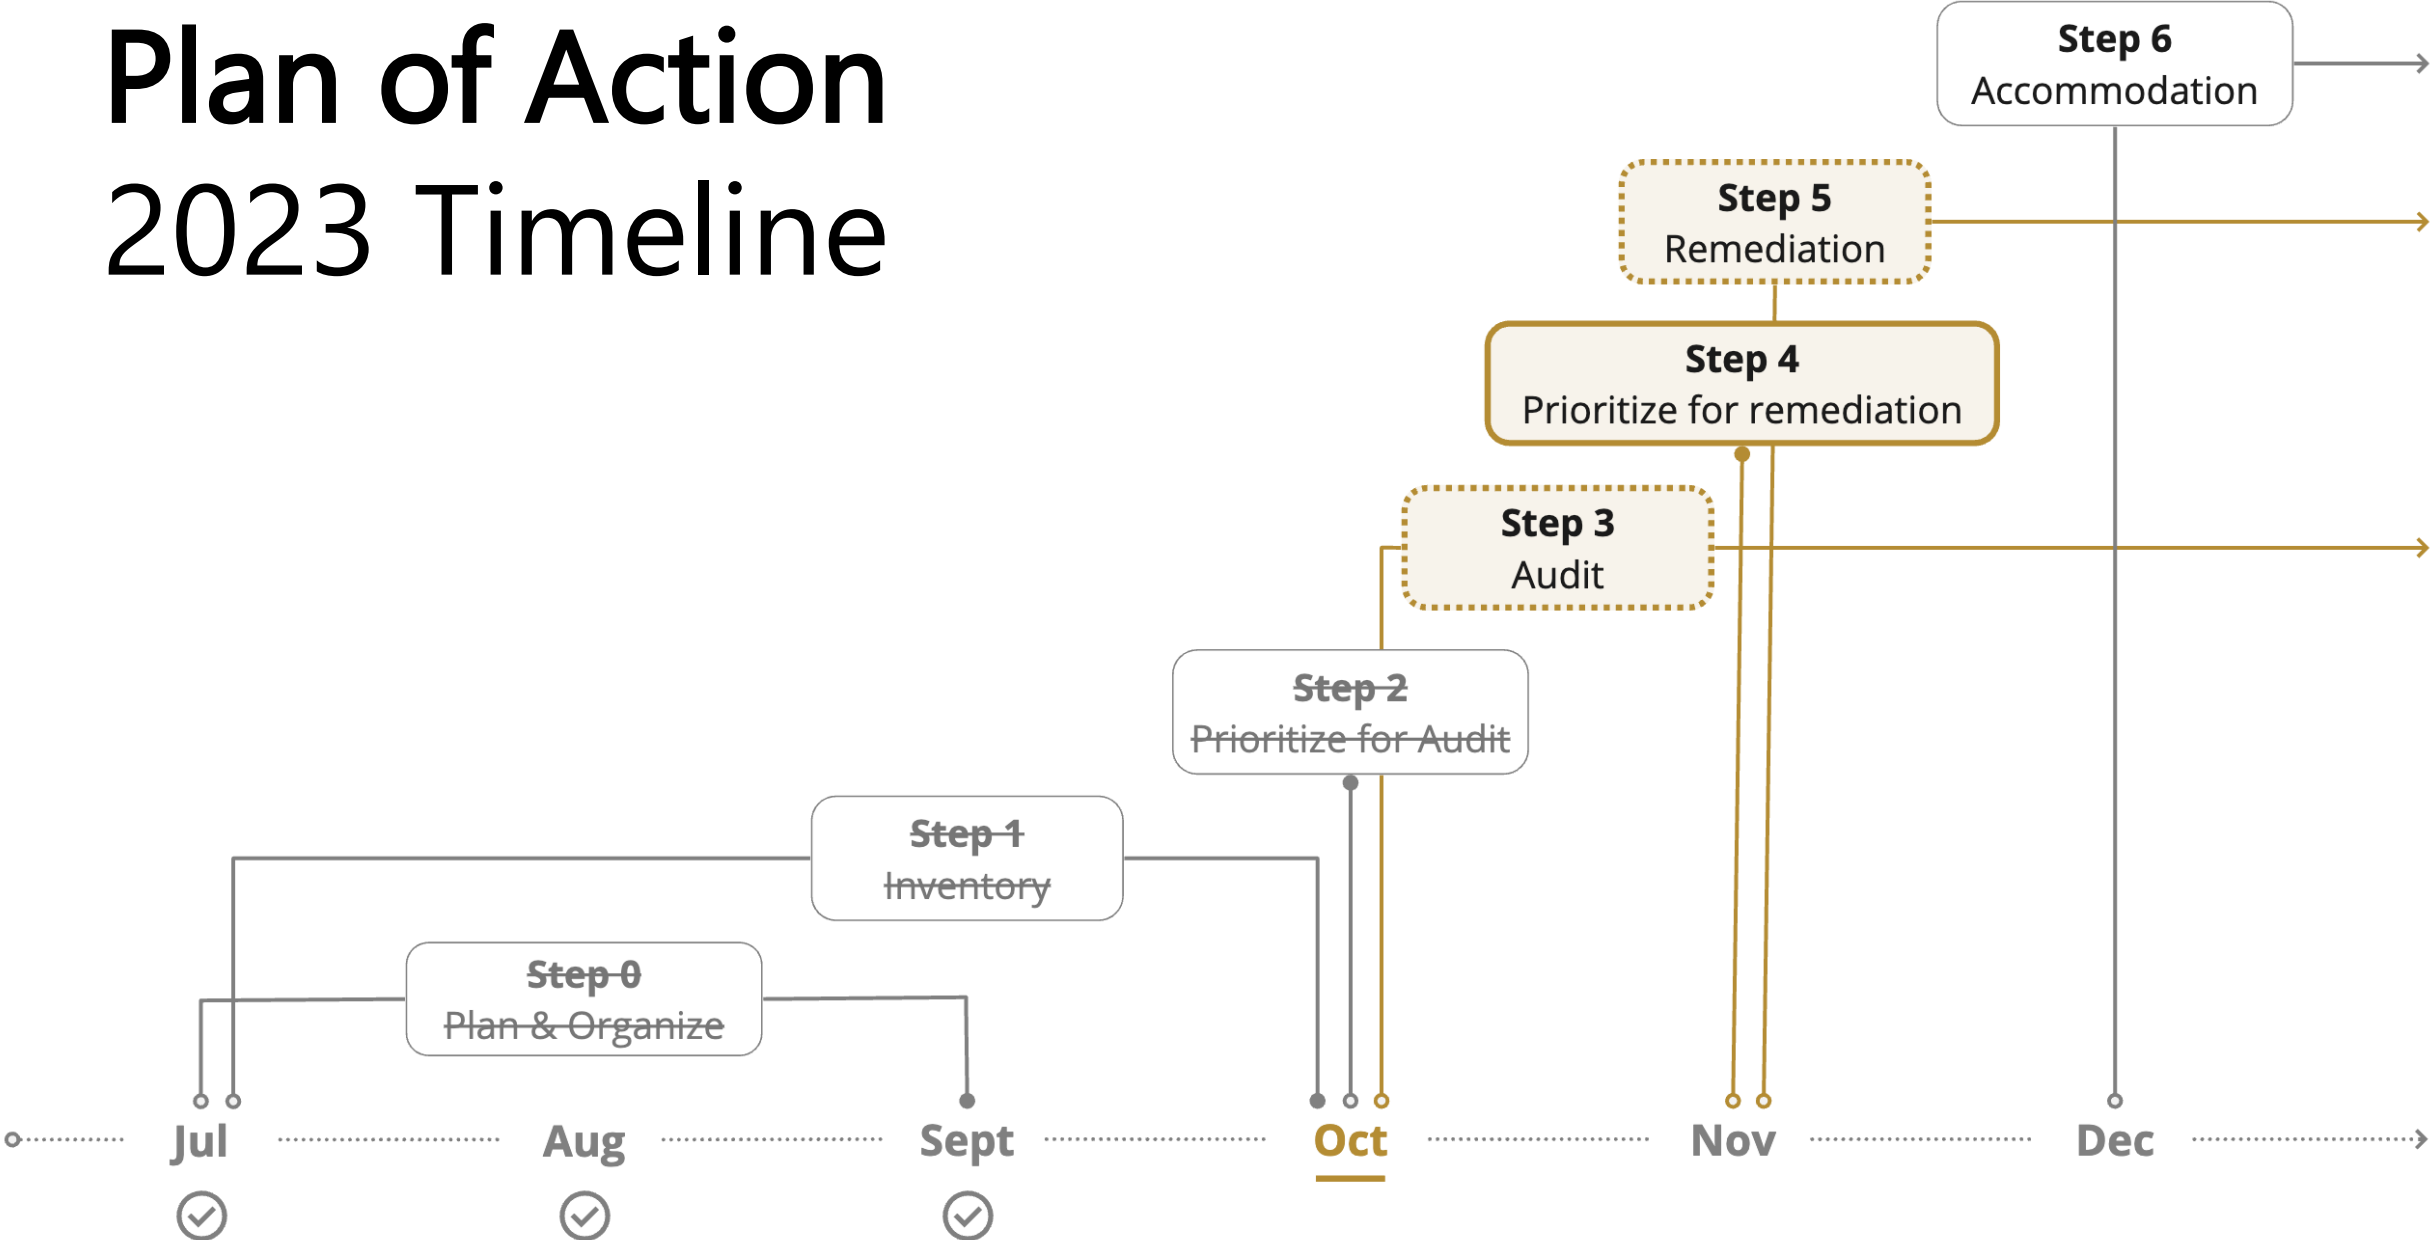 Plan of Action
2023 Timeline
Step 6
Accommodation
Step 5
Remediation
Step 4
Prioritize for remediation
Step 3
Audit
Step 2
Prioritize for Audit
Step 1
Inventory
Step 0
Plan & Organize
Jul Aug Sept Oct Nov Dec